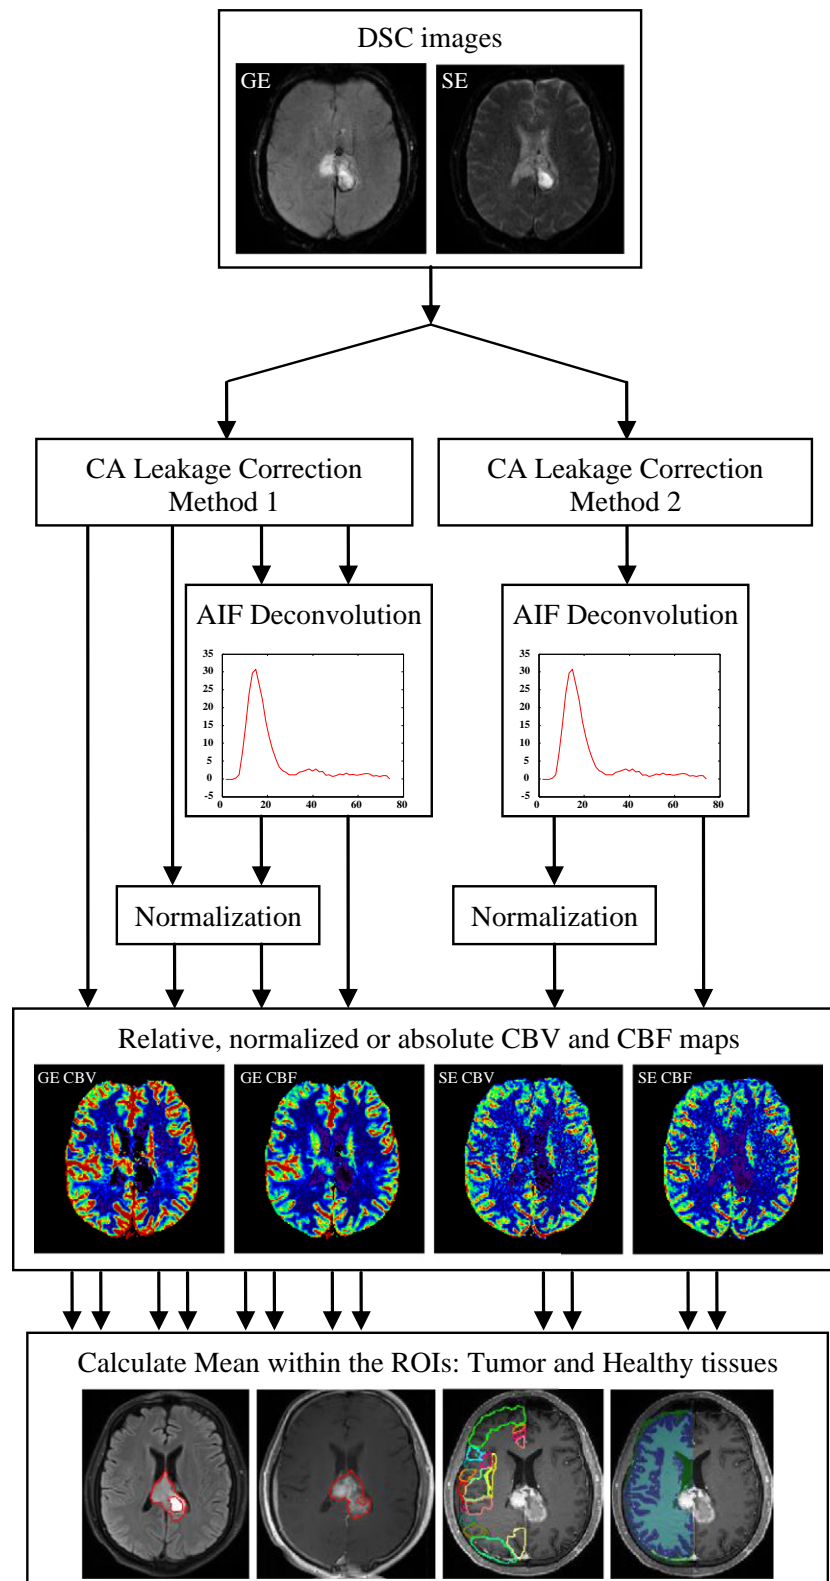 DSC images
GE
SE
CA Leakage Correction
Method 1
CA Leakage Correction
Method 2
AIF Deconvolution
35
30
25
20
15
10
5
0
-5
0
20
40
60
80
AIF Deconvolution
35
30
25
20
15
10
5
0
-5
0
20
40
60
80
Normalization
Normalization
Relative, normalized or absolute CBV and CBF maps
GE CBV
GE CBF
SE CBV
SE CBF
Calculate Mean within the ROIs: Tumor and Healthy tissues